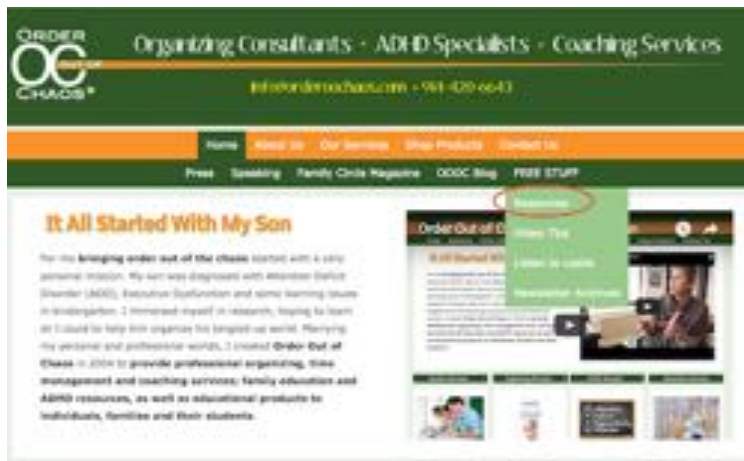 ORDER
OC
OUT OF
CHAOS®
Organizing Consultants • ADHD Specialists • Coaching Services
Home About Us Our Services Shop Products Contact Us
Press Speaking Family Circle Magazine OOOC Blog FREE STUFF
Resources
Video Tips
Newsletter Archives
It All Started With My Son
For me bringing order out of the chaos started with a very
personal mission. My son was diagnosed with Attention Deficit
Disorder (ADD), Executive Dysfunction and some learning issues
in kindergarten. I immersed myself in research, hoping to learn
all I could to help him organize his tangled-up world. Marrying
my personal and professional worlds, I created Order Out of
Chaos in 2004 to provide professional organizing, time
management and coaching services; family education and
ADHD resources, as well as educational products to
individuals, families and their students.
Order Out of